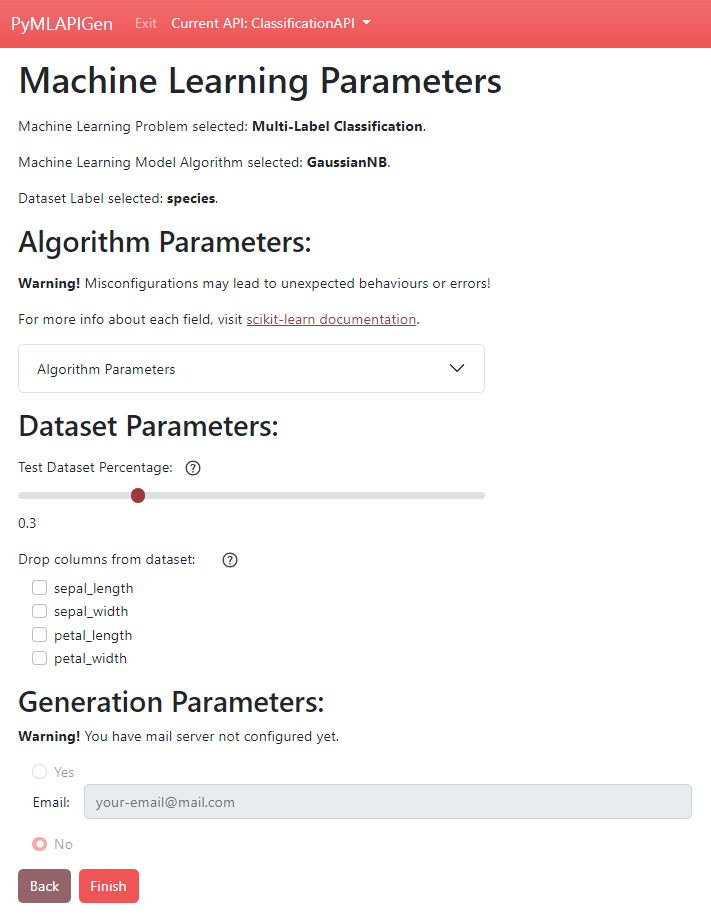 PyMLAPIGen Exit Current API: ClassificationAPI
Machine Learning Parameters
Machine Learning Problem selected: Multi-Label Classification.
Machine Learning Model Algorithm selected: GaussianNB.
Dataset Label selected: species.
Algorithm Parameters:
Warning! Misconfigurations may lead to unexpected behaviours or errors!
For more info about each field, visit scikit-learn documentation.
Algorithm Parameters
Dataset Parameters:
Test Dataset Percentage: ?
0.3
Drop columns from dataset: ?
sepal_length
sepal_width
petal_length
petal_width
Generation Parameters:
Warning! You have mail server not configured yet.
Yes
Email: your-email@mail.com
No
Back Finish